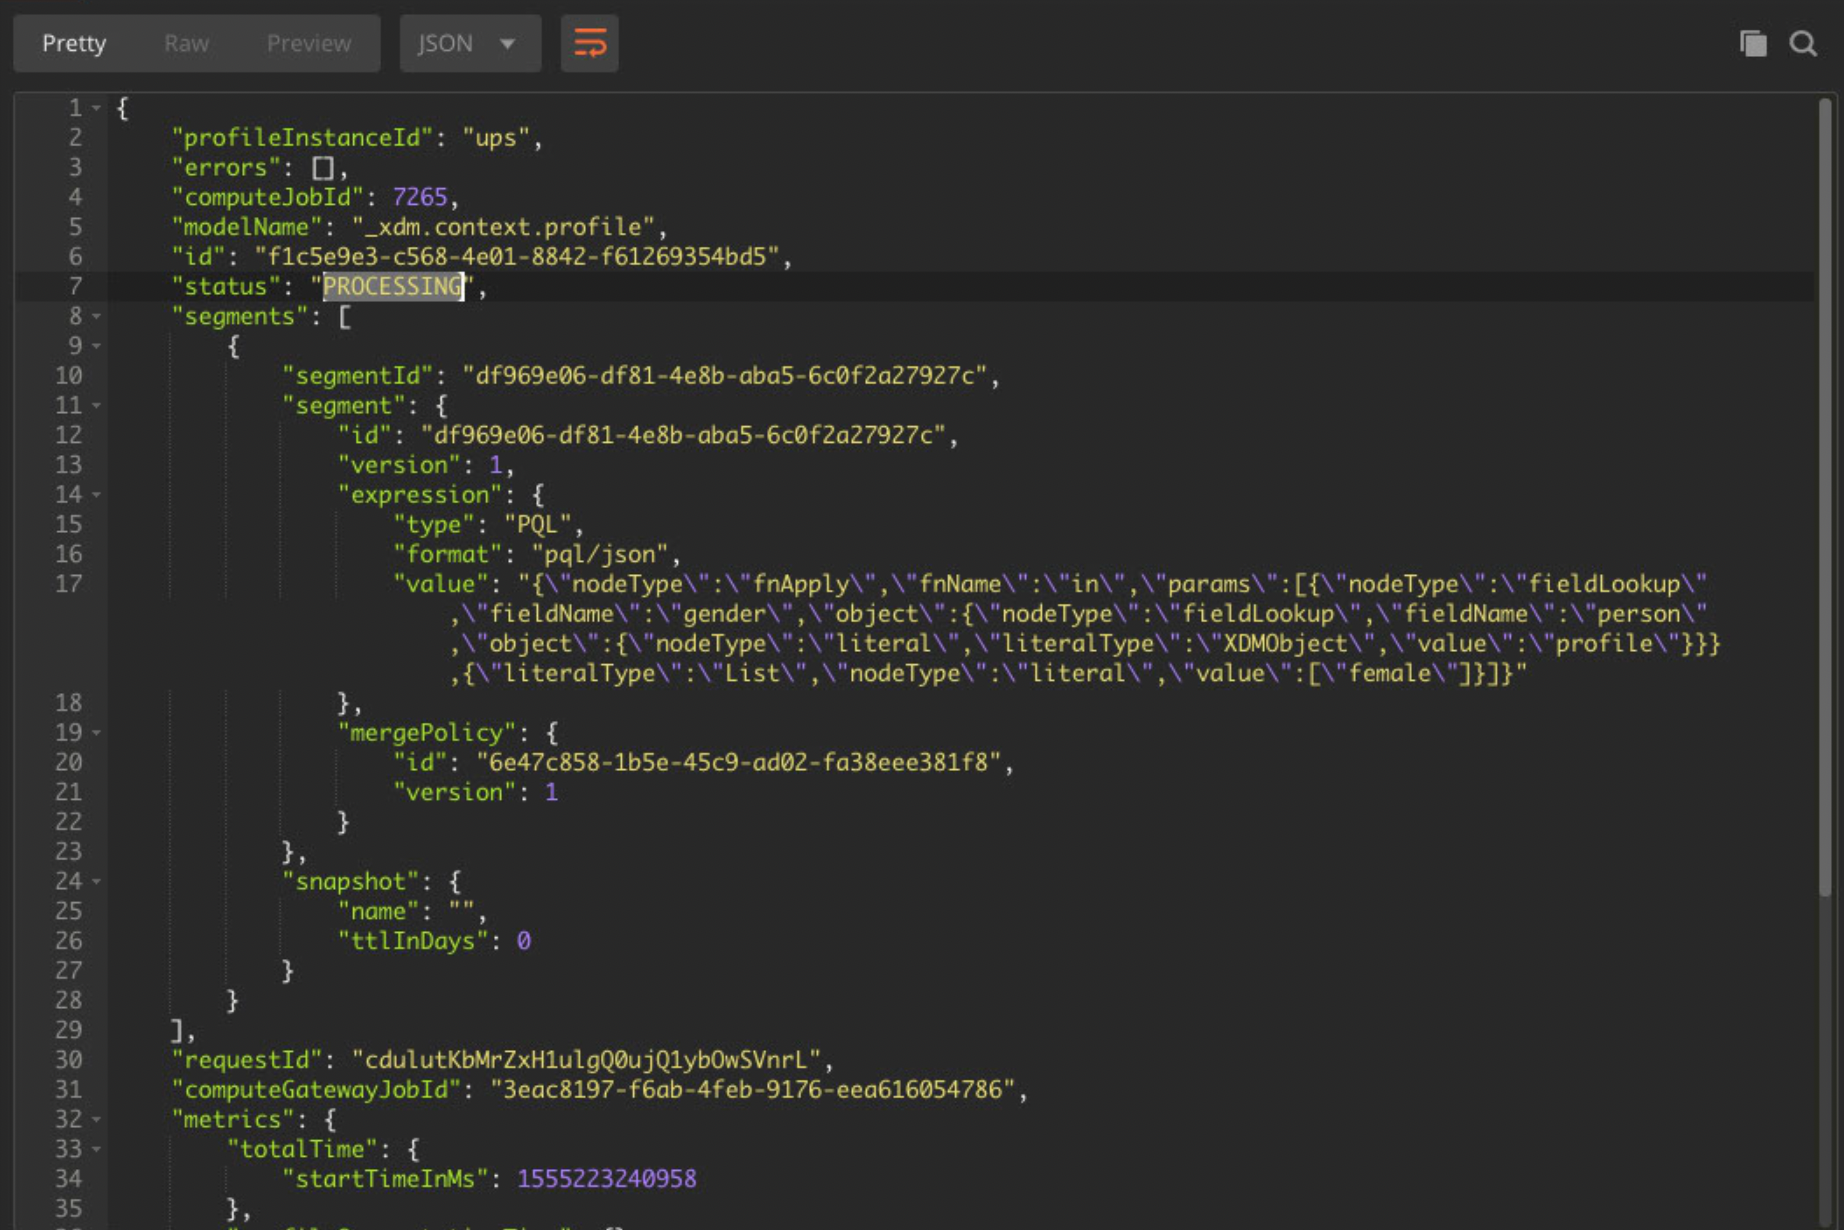 Pretty Raw Preview JSON
1 {
2 "profileInstanceId": "ups",
3 "errors": [],
4 "computeJobId": 7265,
5 "modelName": "_xdm.context.profile",
6 "id": "f1c5e9e3-c568-4e01-8842-f61269354bd5",
7 "status": "PROCESSING",
8 "segments": [
9 {
10 "segmentId": "df969e06-df81-4e8b-aba5-6c0f2a27927c",
11 "segment": {
12 "id": "df969e06-df81-4e8b-aba5-6c0f2a27927c",
13 "version": 1,
14 "expression": {
15 "type": "PQL",
16 "format": "pql/json",
17 "value": "{\"nodeType\":\"fnApply\",\"fnName\":\"in\",\"params\":[{\"nodeType\":\"fieldLookup\"
,\"fieldName\":\"gender\",\"object\":{\"nodeType\":\"fieldLookup\",\"fieldName\":\"person\"
,\"object\":{\"nodeType\":\"literal\",\"literalType\":\"XDMObject\",\"value\":\"profile\"}}}
,{\"literalType\":\"List\",\"nodeType\":\"literal\",\"value\":[\"female\"]}]}"
18 },
19 "mergePolicy": {
20 "id": "6e47c858-1b5e-45c9-ad02-fa38eee381f8",
21 "version": 1
22 }
23 },
24 "snapshot": {
25 "name": "",
26 "ttlInDays": 0
27 }
28 }
29 ],
30 "requestId": "cdulutKbMrZxH1ulgQ0ujQ1ybOwSVnrL",
31 "computeGatewayJobId": "3eac8197-f6ab-4feb-9176-eea616054786",
32 "metrics": {
33 "totalTime": {
34 "startTimeInMs": 1555223240958
35 },